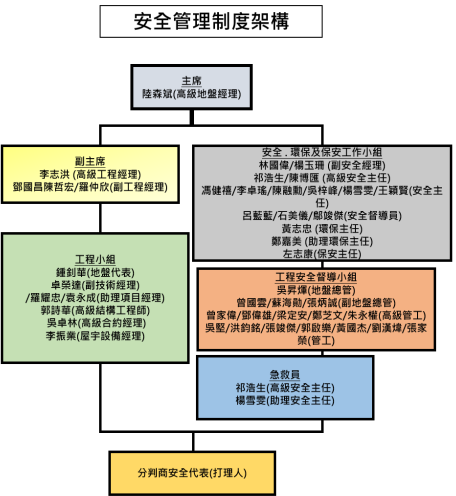 安全管理制度架構
主席
陸森斌(高級地盤經理)
副主席
李志洪 (高級工程經理)
鄧國昌陳哲宏/羅仲欣(副工程經理)
安全 . 環保及保安工作小組
林國偉/楊玉珊 (副安全經理)
祁浩生/陳博匯 (高級安全主任)
馮健禧/李卓瑤/陳融勳/吳梓峰/楊雪雯/王穎賢(安全主
任)
呂藍藍/石美儀/鄔竣傑(安全督導員)
黃志忠 (環保主任)
鄭嘉美 (助理環保主任)
左志康(保安主任)
工程小組
鍾釗華(地盤代表)
卓榮達(副技術經理)
/羅耀忠/袁永成(助理項目經理)
郭詩華(高級結構工程師)
吳卓林(高級合約經理)
李振業(屋宇設備經理)
工程安全督導小組
吳昇煇(地盤總管)
曾國雲/蘇海勛/張炳誠(副地盤總管)
曾家偉/鄧偉雄/梁定安/鄭芝文/朱永權(高級管工)
吳堅/洪鈞銘/張竣傑/郭啟樂/黃國杰/劉漢煒/張家
榮(管工)
急救員
祁浩生(高級安全主任)
楊雪雯(助理安全主任)
分判商安全代表(打理人)